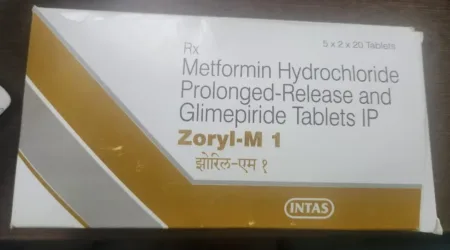 5 x 2 x 20 Tablets
Rx
Metformin Hydrochloride
Prolonged-Release and
Glimepiride Tablets IP
Zoryl-M 1
झोरिल-एम १
INTAS